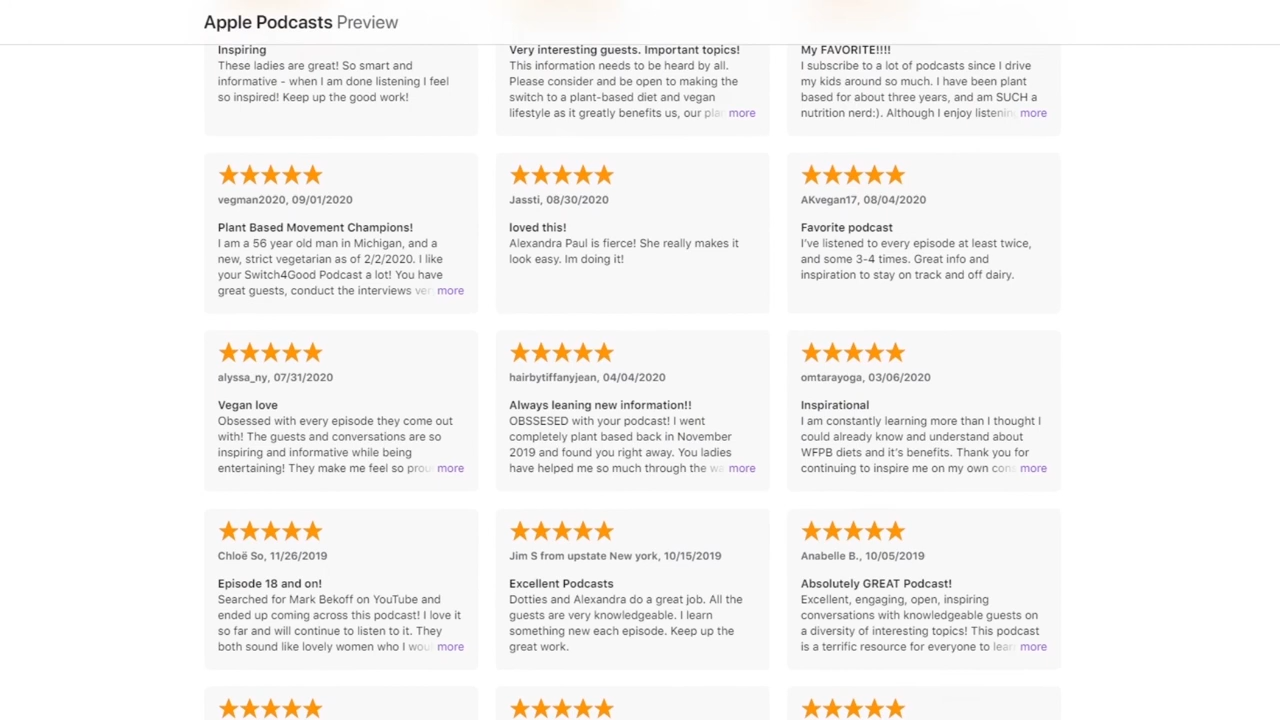 Apple Podcasts Preview
Inspiring
These ladies are great! So smart and
informative - when I am done listening I feel
so inspired! Keep up the good work!
Very interesting guests. Important topics!
This information needs to be heard by all.
Please consider and be open to making the
switch to a plant-based diet and vegan
lifestyle as it greatly benefits us, our more
My FAVORITE!!!!
I subscribe to a lot of podcasts since I drive
my kids around so much. I have been plant
based for about three years, and am SUCH a
nutrition nerd:). Although I enjoy listenin more
vegman2020, 09/01/2020
Plant Based Movement Champions!
I am a 56 year old man in Michigan, and a
new, strict vegetarian as of 2/2/2020. I like
your Switch4Good Podcast a lot! You have
great guests, conduct the interviews more
Jassti, 08/30/2020
loved this!
Alexandra Paul is fierce! She really makes it
look easy. Im doing it!
AKvegan17, 08/04/2020
Favorite podcast
I've listened to every episode at least twice,
and some 3-4 times. Great info and
inspiration to stay on track and off dairy.
alyssa_ny, 07/31/2020
Vegan love
Obsessed with every episode they come out
with! The guests and conversations are so
inspiring and informative while being
entertaining! They make me feel so more
hairbytiffanyjean, 04/04/2020
Always leaning new information!!
OBSSESED with your podcast! I went
completely plant based back in November
2019 and found you right away. You ladies
have helped me so much through the more
omtarayoga, 03/06/2020
Inspirational
I am constantly learning more than I thought I
could already know and understand about
WFPB diets and it's benefits. Thank you for
continuing to inspire me on my own more
Chloë So, 11/26/2019
Episode 18 and on!
Searched for Mark Bekoff on YouTube and
ended up coming across this podcast! I love it
so far and will continue to listen to it. They
both sound like lovely women who I more
Jim S from upstate New york, 10/15/2019
Excellent Podcasts
Dotties and Alexandra do a great job. All the
guests are very knowledgeable. I learn
something new each episode. Keep up the
great work.
Anabelle B., 10/05/2019
Absolutely GREAT Podcast!
Excellent, engaging, open, inspiring
conversations with knowledgeable guests on
a diversity of interesting topics! This podcast
is a terrific resource for everyone to more